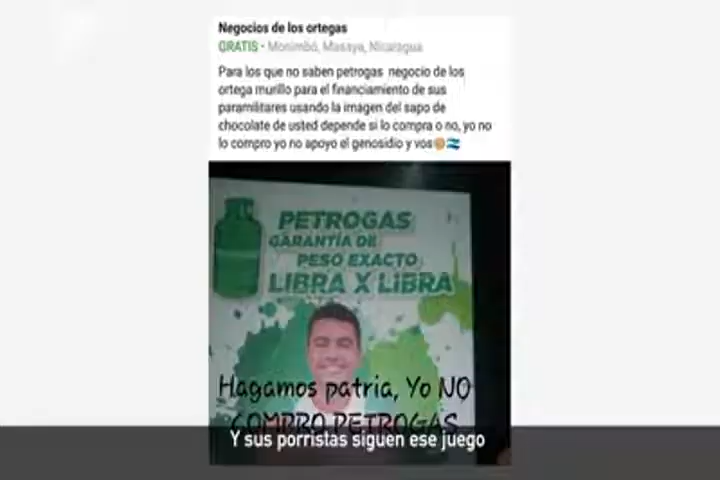 Negocios de los ortegas
GRATIS · Monimbó, Masaya, Nicaragua
Para los que no saben petrogas negocio de los
ortega murillo para el financiamiento de sus
paramilitares usando la imagen del sapo de
chocolate de usted depende si lo compra o no, yo no
lo compro yo no apoyo el genosidio y vos
PETROGAS
GARANTÍA DE
PESO EXACTO
LIBRA X LIBRA
Hagamos patria, Yo NO
COMPRO PETROGAS
Y sus porristas siguen ese juego